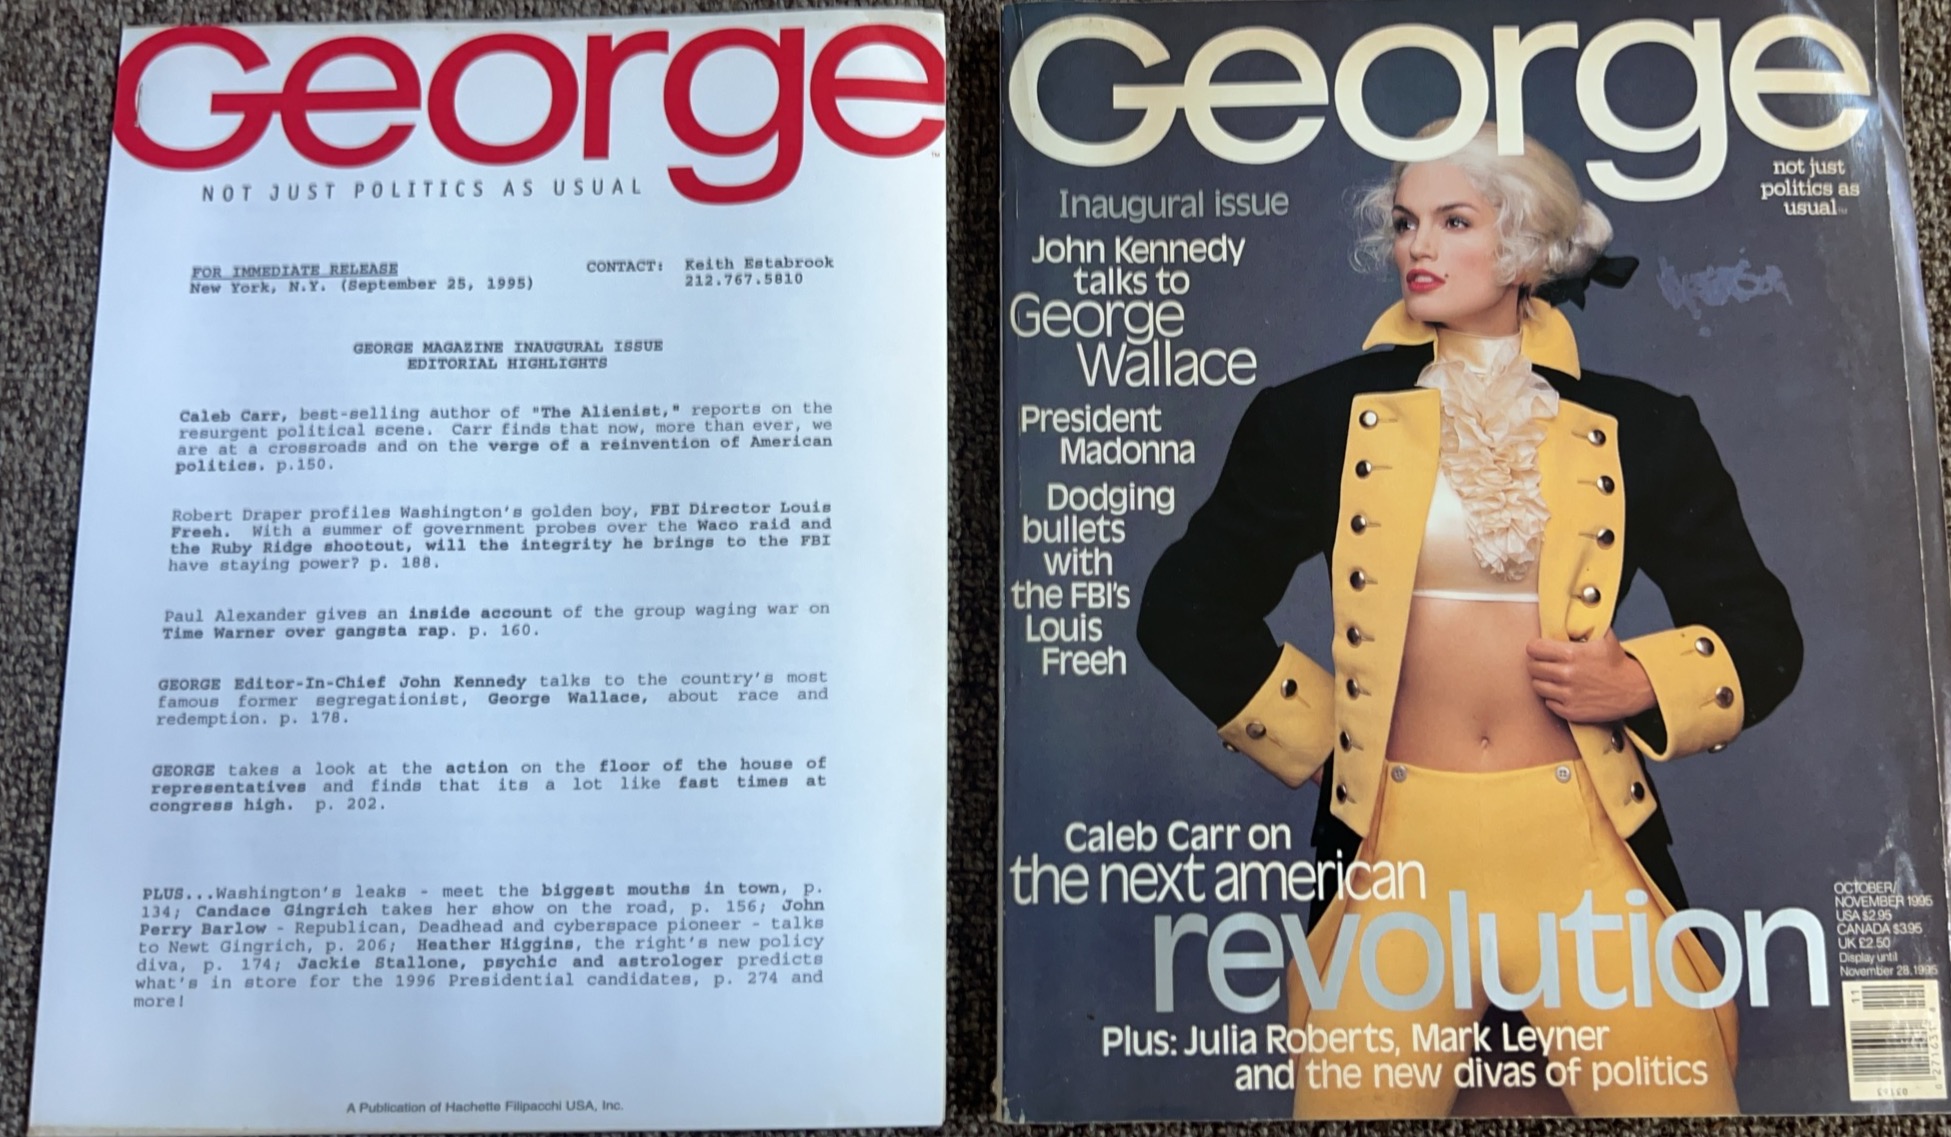 George
NOT JUST POLITICS AS USUAL
FOR IMMEDIATE RELEASE
New York, N.Y. (September 25, 1995)
CONTACT: Keith Estabrook
212.767.5810
GEORGE MAGAZINE INAUGURAL ISSUE
EDITORIAL HIGHLIGHTS
Caleb Carr, best-selling author of "The Alienist," reports on the
resurgent political scene. Carr finds that now, more than ever, we
are at a crossroads and on the verge of a reinvention of American
politics. p.150.
Robert Draper profiles Washington's golden boy, FBI Director Louis
Freeh. With a summer of government probes over the Waco raid and
the Ruby Ridge shootout, will the integrity he brings to the FBI
have staying power? p. 188.
Paul Alexander gives an inside account of the group waging war on
Time Warner over gangsta rap. p. 160.
GEORGE Editor-In-Chief John Kennedy talks to the country's most
famous former segregationist, George Wallace, about race and
redemption. p. 178.
GEORGE takes a look at the action on the floor of the house of
representatives and finds that its a lot like fast times at
congress high. p. 202.
PLUS...Washington's leaks - meet the biggest mouths in town, p.
134; Candace Gingrich takes her show on the road, p. 156; John
Perry Barlow - Republican, Deadhead and cyberspace pioneer - talks
to Newt Gingrich, p. 206; Heather Higgins, the right's new policy
diva, p. 174; Jackie Stallone, psychic and astrologer predicts
what's in store for the 1996 Presidential candidates, p. 274 and
more!
A Publication of Hachette Filipacchi USA, Inc.
George
not just
politics as
usual™
Inaugural issue
John Kennedy
talks to
George
Wallace
President
Madonna
Dodging
bullets
with
the FBI's
Louis
Freeh
Caleb Carr on
the next american
revolution
Plus: Julia Roberts, Mark Leyner
and the new divas of politics
OCTOBER/
NOVEMBER 1995
USA $2.95
CANADA $3.95
UK £2.50
Display until
November 28, 1995
11